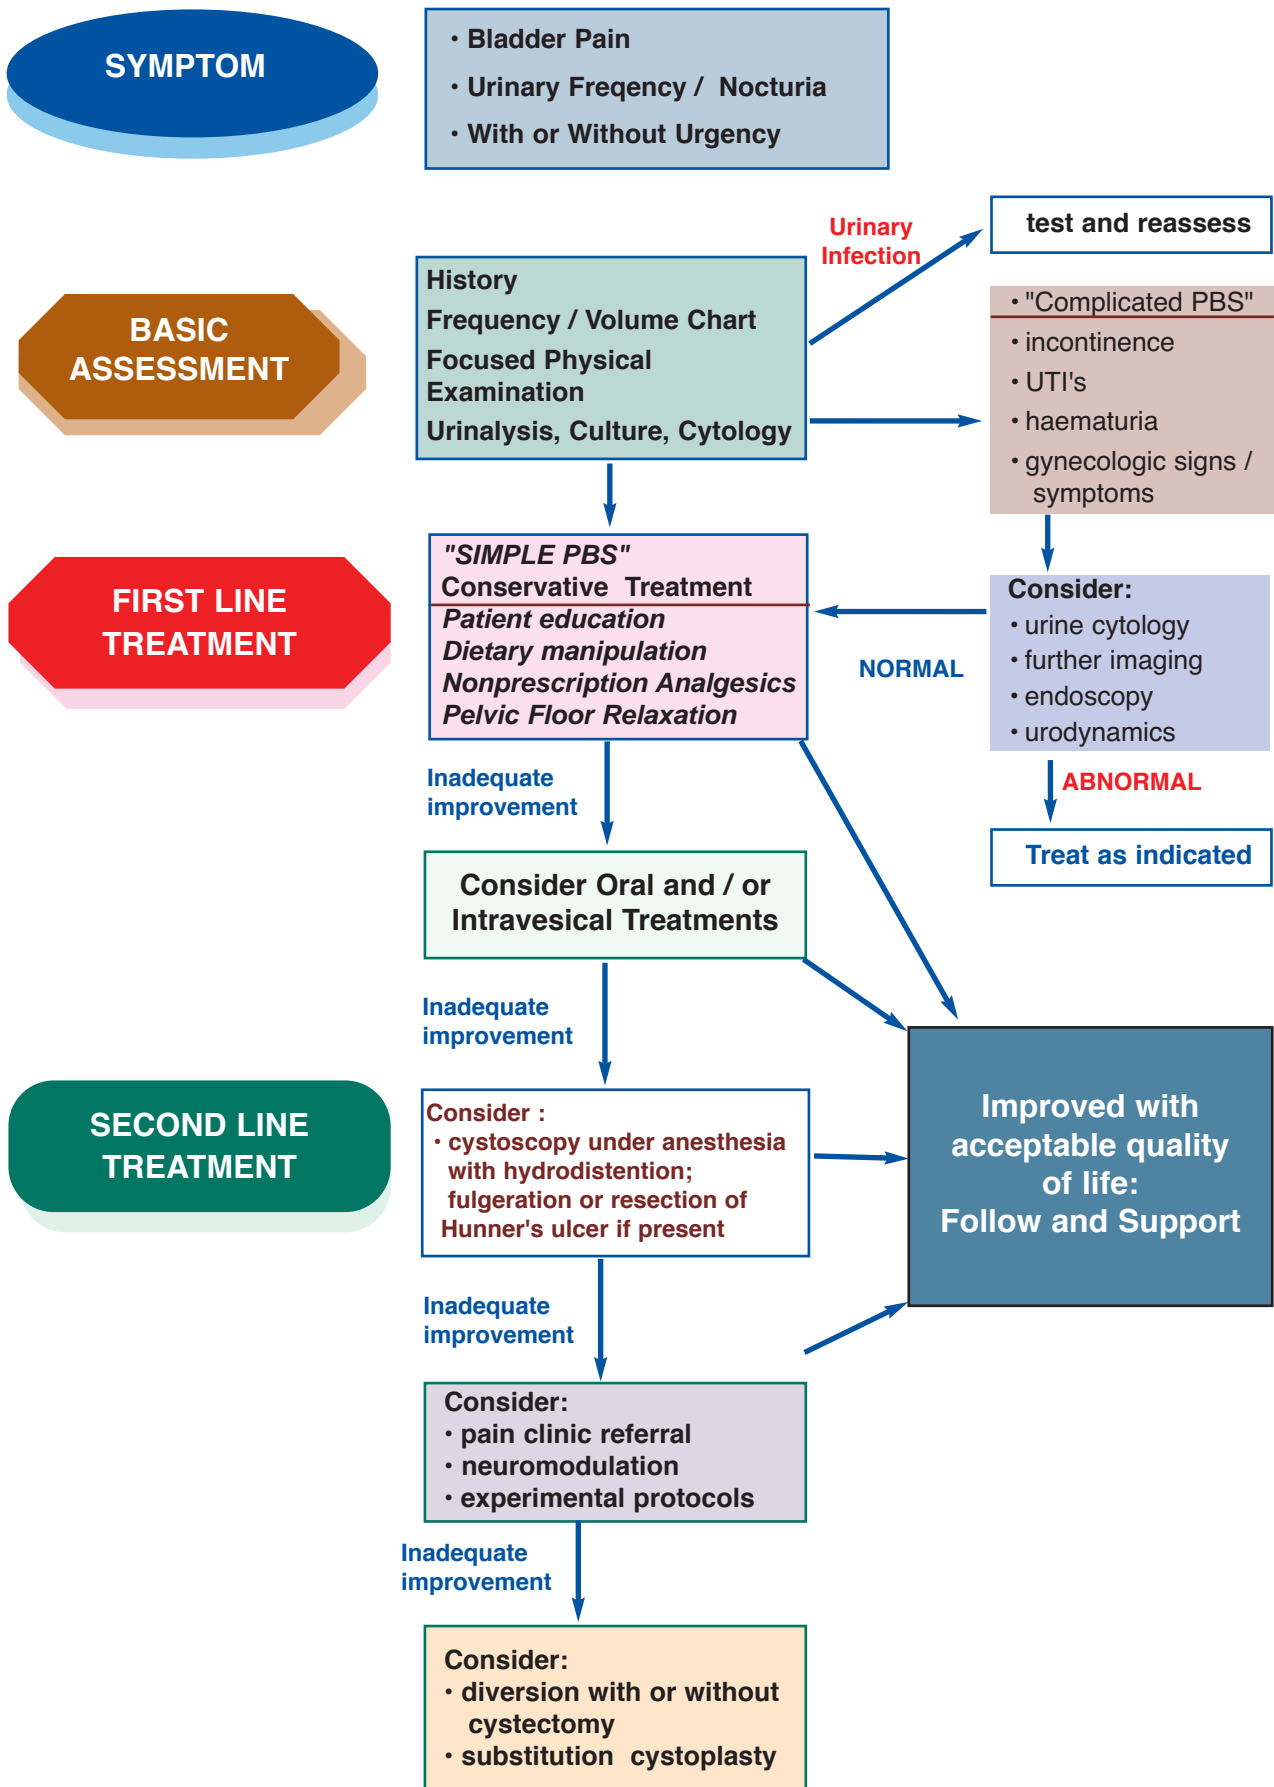 SYMPTOM
· Bladder Pain
· Urinary Freqency / Nocturia
· With or Without Urgency
BASIC
ASSESSMENT
History
Frequency / Volume Chart
Focused Physical
Examination
Urinalysis, Culture, Cytology
Urinary
Infection
test and reassess
· "Complicated PBS"
· incontinence
· UTI's
· haematuria
· gynecologic signs /
symptoms
FIRST LINE
TREATMENT
"SIMPLE PBS"
Conservative Treatment
Patient education
Dietary manipulation
Nonprescription Analgesics
Pelvic Floor Relaxation
NORMAL
Consider:
· urine cytology
· further imaging
· endoscopy
· urodynamics
ABNORMAL
Treat as indicated
Inadequate
improvement
Consider Oral and / or
Intravesical Treatments
Inadequate
improvement
SECOND LINE
TREATMENT
Consider :
· cystoscopy under anesthesia
with hydrodistention;
fulgeration or resection of
Hunner's ulcer if present
Improved with
acceptable quality
of life:
Follow and Support
Inadequate
improvement
Consider:
· pain clinic referral
· neuromodulation
· experimental protocols
Inadequate
improvement
Consider:
· diversion with or without
cystectomy
· substitution cystoplasty